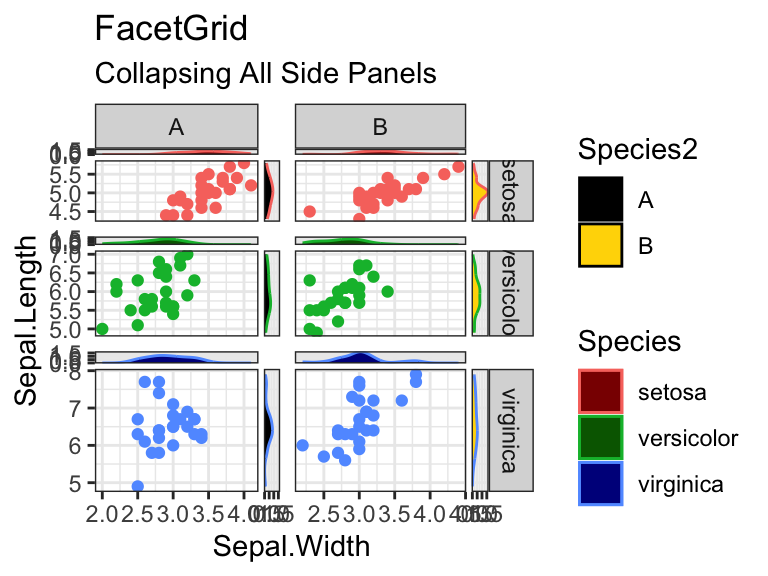 FacetGrid
Collapsing All Side Panels
A
B
5.5
5.0
4.5
setosa
7.0
6.5
6.0
5.5
5.0
versicolo
8
7
6
5
virginica
2.0 2.5 3.0 3.5 4.0
2.5 3.0 3.5 4.0
Sepal.Width
Sepal.Length
Species2
A
B
Species
setosa
versicolor
virginica